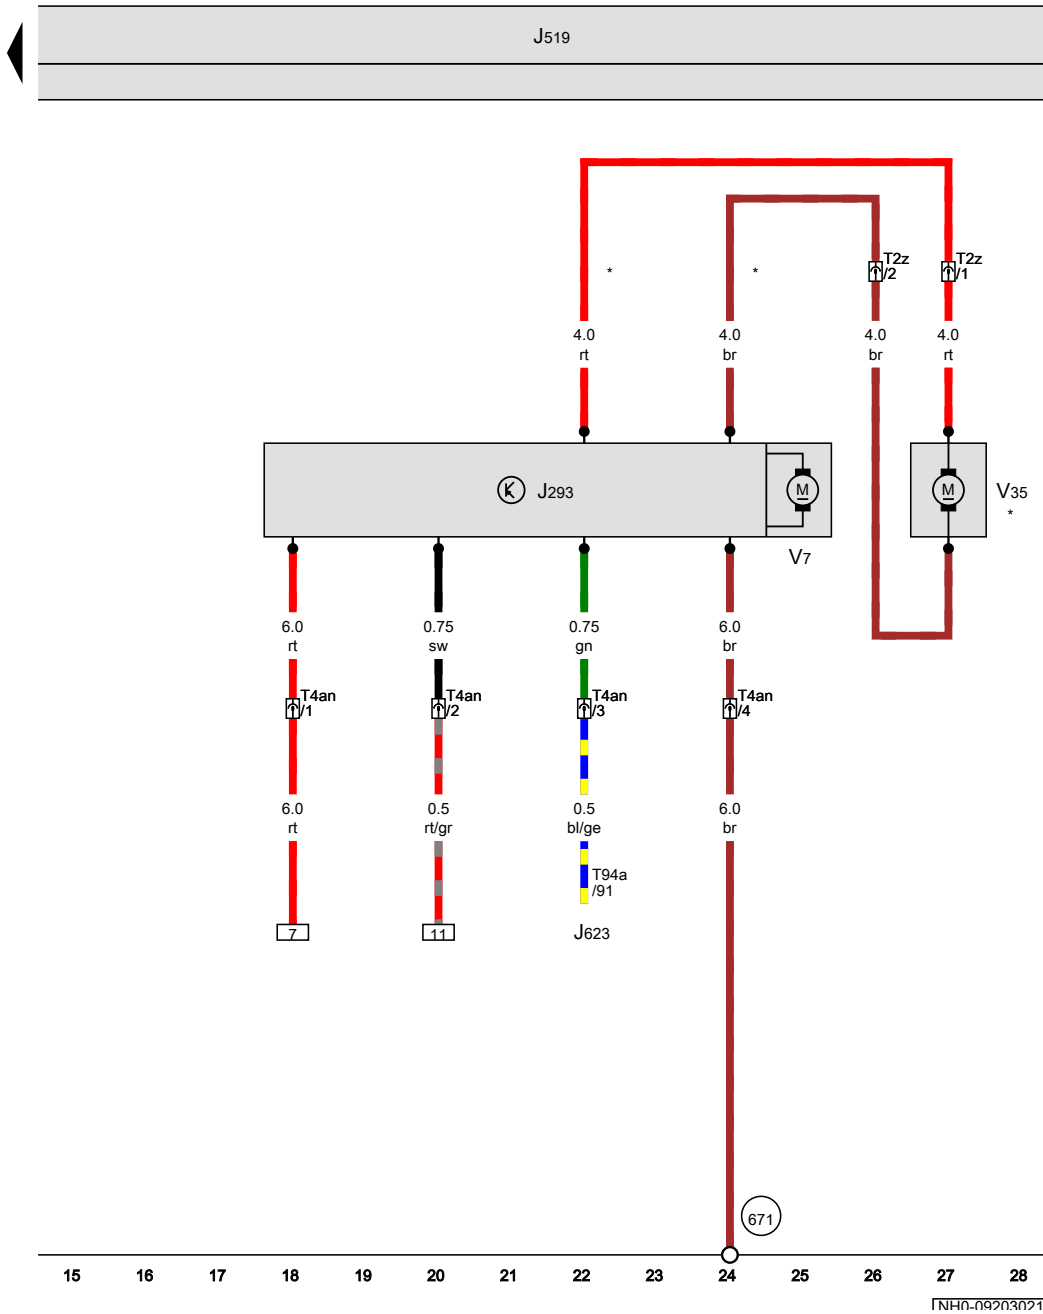 J519
T2z T2z
/2 /1
* *
4.0 4.0 4.0 4.0
rt br br rt
J293 M M V35
*
V7
6.0 0.75 0.75 6.0
rt sw gn br
T4an T4an T4an T4an
/1 /2 /3 /4
6.0 0.5 0.5 6.0
rt rt/gr bl/ge br
T94a
/91
7 11 J623
671
15 16 17 18 19 20 21 22 23 24 25 26 27 28
NH0-09203021